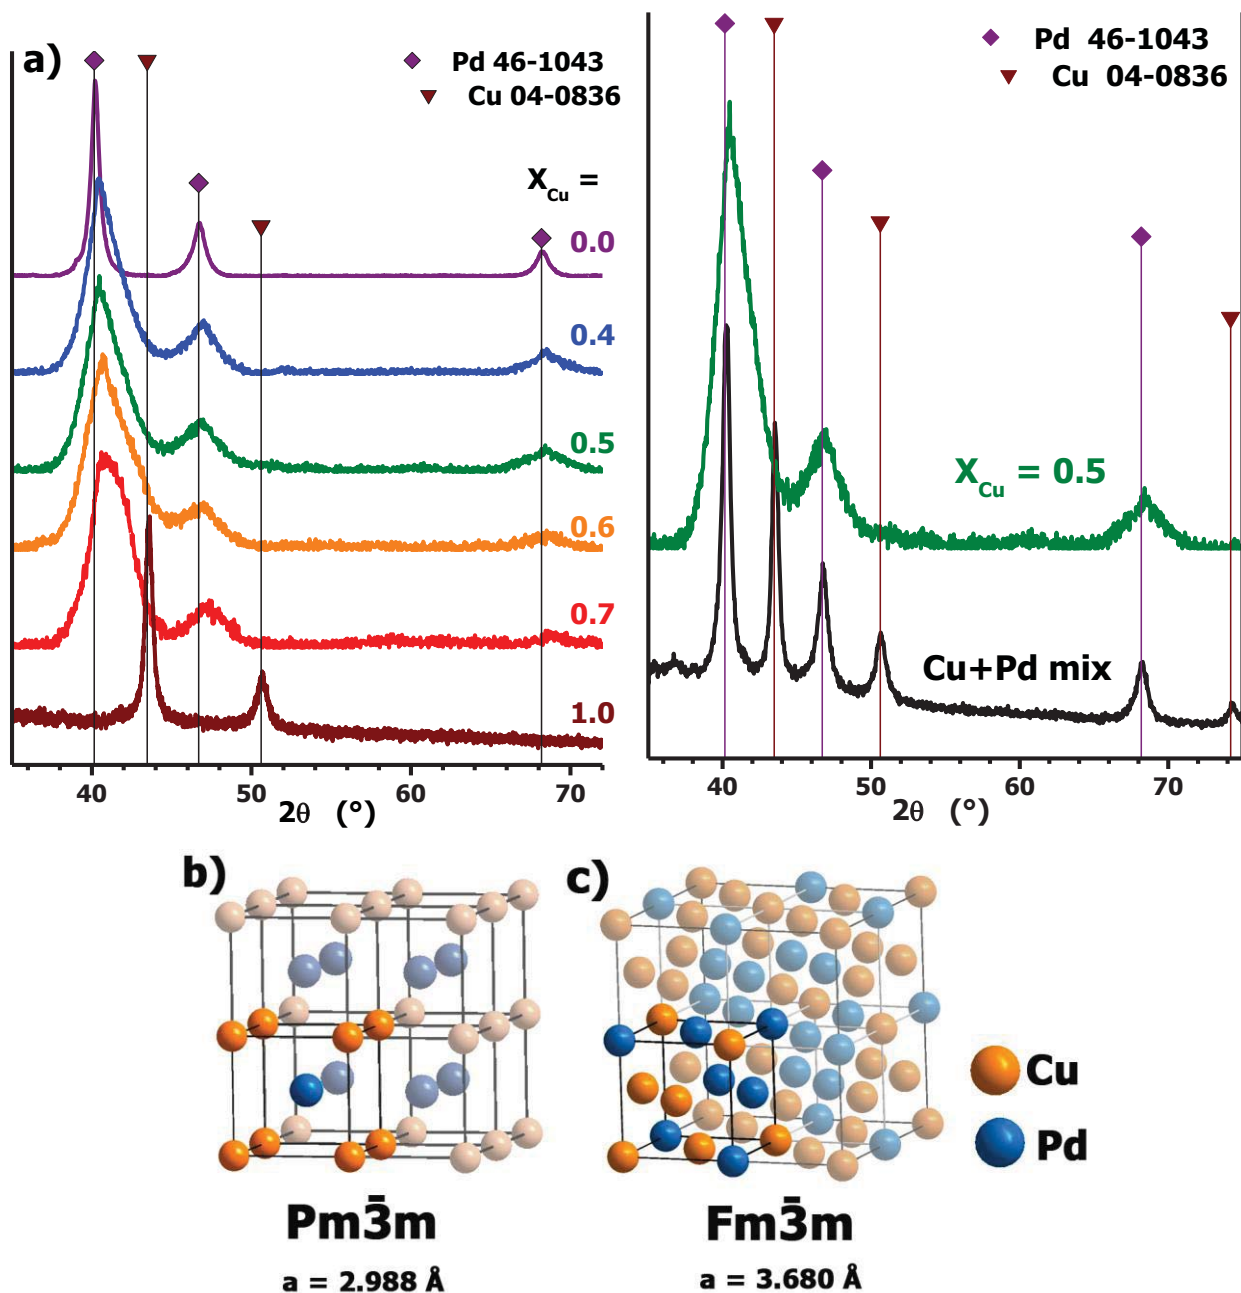 a)
Pd 46-1043
Cu 04-0836
X_Cu =
0.0
0.4
0.5
0.6
0.7
1.0
40 50 60 70
2θ (°)
Pd 46-1043
Cu 04-0836
X_Cu = 0.5
Cu+Pd mix
40 50 60 70
2θ (°)
b)
Pm3̄m
a = 2.988 Å
c)
Fm3̄m
a = 3.680 Å
Cu
Pd